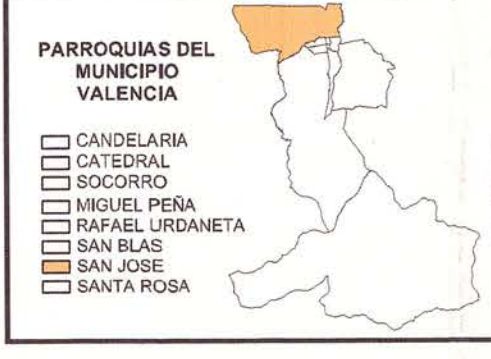 PARROQUIAS DEL
MUNICIPIO
VALENCIA
CANDELARIA
CATEDRAL
SOCORRO
MIGUEL PEÑA
RAFAEL URDANETA
SAN BLAS
SAN JOSE
SANTA ROSA